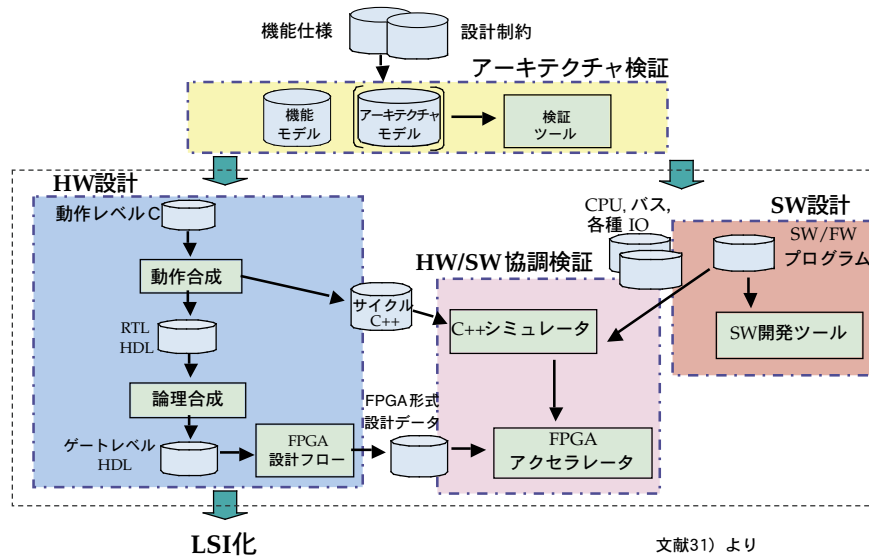 機能仕様
設計制約
アーキテクチャ検証
機能
モデル
アーキテクチャ
モデル
検証
ツール
HW設計
動作レベル C
動作合成
RTL
HDL
論理合成
ゲートレベル
HDL
FPGA
設計フロー
サイクル
C++
FPGA形式
設計データ
HW/SW 協調検証
CPU, バス,
各種 IO
C++シミュレータ
FPGA
アクセラレータ
SW設計
SW/FW
プログラム
SW開発ツール
LSI化
文献31）より